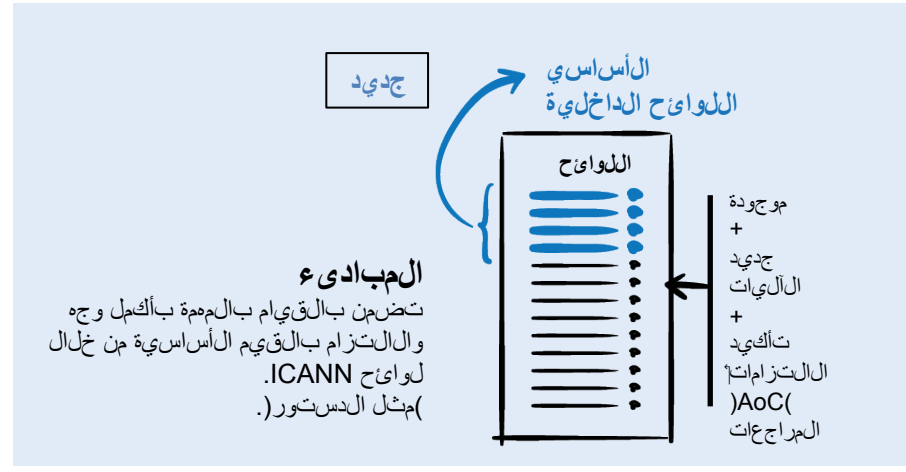 جديد
الأساسي
اللوائح الداخلية
اللوائح
موجودة
+
جديد
الآليات
+
تأكيد
الالتزامات
)AoC(
المراجعات
المبادىء
تضمن بالقيام بالمهمة بأكمل وجه
والالتزام بالقيم الأساسية من خلال
لوائح ICANN.
)مثل الدستور(.